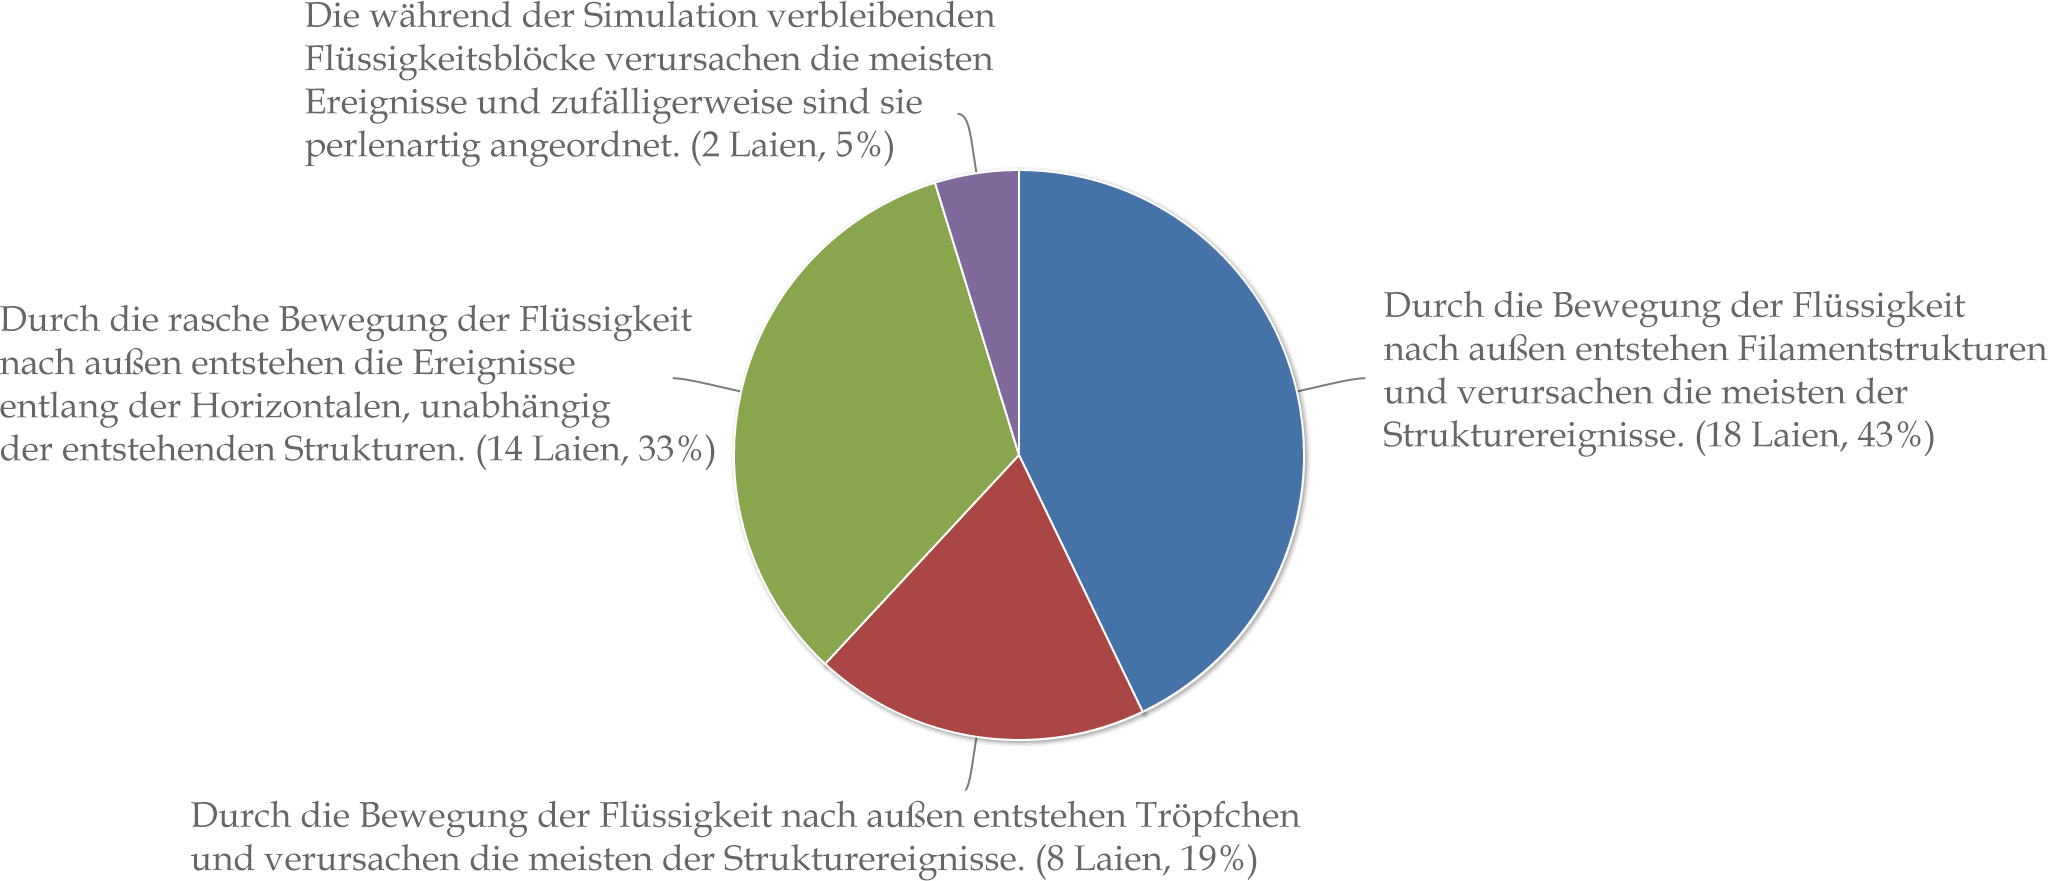 Die während der Simulation verbleibenden
Flüssigkeitsblöcke verursachen die meisten
Ereignisse und zufälligerweise sind sie
perlenartig angeordnet. (2 Laien, 5%)
Durch die rasche Bewegung der Flüssigkeit
nach außen entstehen die Ereignisse
entlang der Horizontalen, unabhängig
der entstehenden Strukturen. (14 Laien, 33%)
Durch die Bewegung der Flüssigkeit
nach außen entstehen Filamentstrukturen
und verursachen die meisten der
Strukturereignisse. (18 Laien, 43%)
Durch die Bewegung der Flüssigkeit nach außen entstehen Tröpfchen
und verursachen die meisten der Strukturereignisse. (8 Laien, 19%)